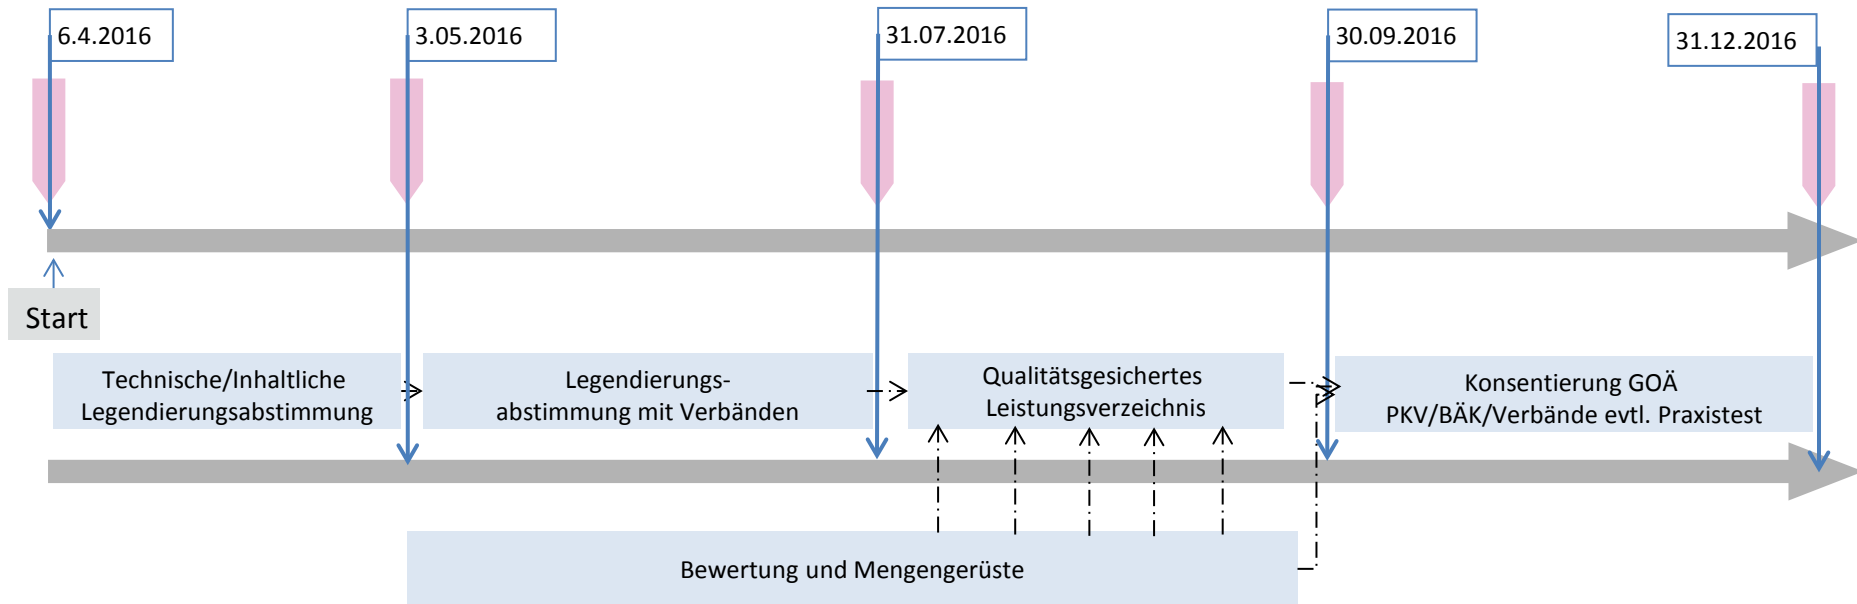 6.4.2016
3.05.2016
31.07.2016
30.09.2016
31.12.2016
Start
Technische/Inhaltliche
Legendierungsabstimmung
Legendierungs-
abstimmung mit Verbänden
Qualitätsgesichertes
Leistungsverzeichnis
Konsentierung GOÄ
PKV/BÄK/Verbände evtl. Praxistest
Bewertung und Mengengerüste